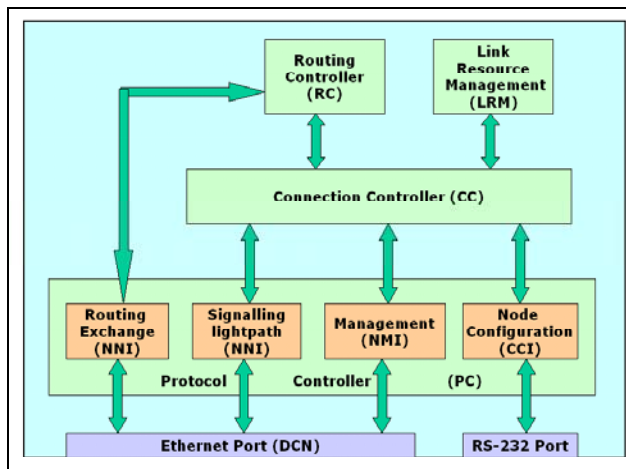 Routing
Controller
(RC)
Link
Resource
Management
(LRM)
Connection Controller (CC)
Routing
Exchange
(NNI)
Signalling
lightpath
(NNI)
Management
(NMI)
Node
Configuration
(CCI)
Protocol Controller (PC)
Ethernet Port (DCN)
RS-232 Port